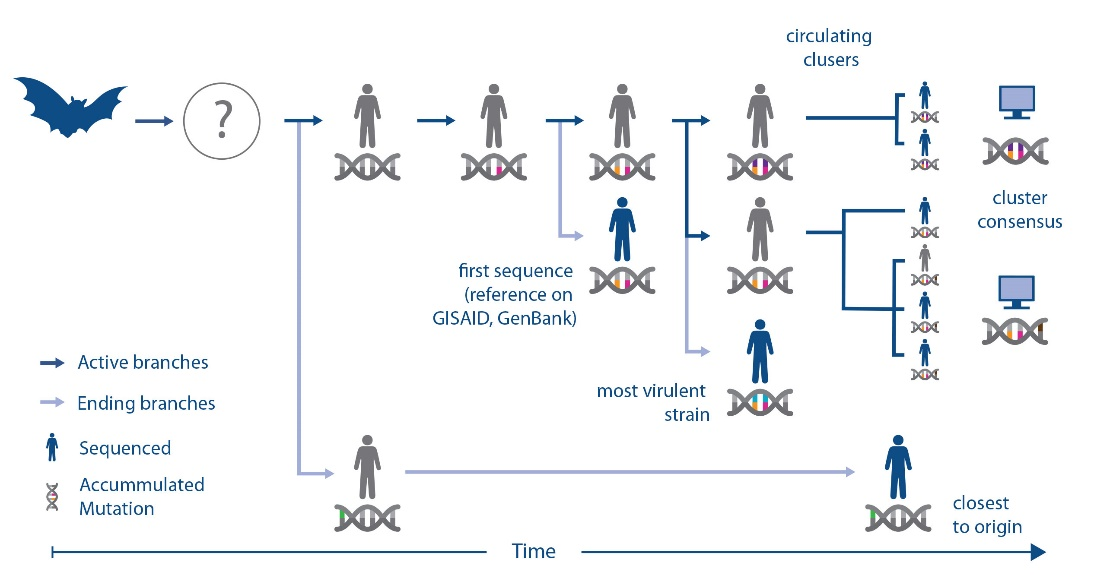 circulating
clusers
?
cluster
consensus
first sequence
(reference on
GISAID, GenBank)
Active branches
most virulent
strain
Ending branches
Sequenced
Accummulated
Mutation
closest
to origin
Time